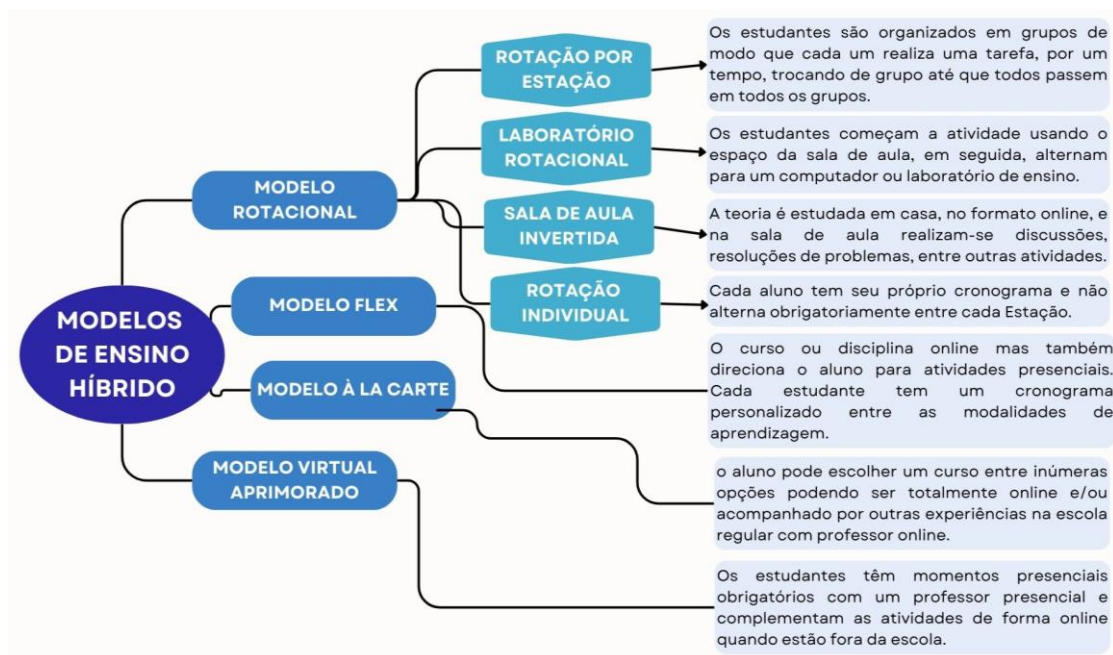 MODELOS
DE ENSINO
HÍBRIDO
MODELO
ROTACIONAL
ROTAÇÃO POR
ESTAÇÃO
Os estudantes são organizados em grupos de
modo que cada um realiza uma tarefa, por um
tempo, trocando de grupo até que todos passem
em todos os grupos.
LABORATÓRIO
ROTACIONAL
Os estudantes começam a atividade usando o
espaço da sala de aula, em seguida, alternam
para um computador ou laboratório de ensino.
SALA DE AULA
INVERTIDA
A teoria é estudada em casa, no formato online, e
na sala de aula realizam-se discussões,
resoluções de problemas, entre outras atividades.
ROTAÇÃO
INDIVIDUAL
Cada aluno tem seu próprio cronograma e não
alterna obrigatoriamente entre cada Estação.
MODELO FLEX
O curso ou disciplina online mas também
direciona o aluno para atividades presenciais.
Cada estudante tem um cronograma
personalizado entre as modalidades de
aprendizagem.
MODELO À LA CARTE
o aluno pode escolher um curso entre inúmeras
opções podendo ser totalmente online e/ou
acompanhado por outras experiências na escola
regular com professor online.
MODELO VIRTUAL
APRIMORADO
Os estudantes têm momentos presenciais
obrigatórios com um professor presencial e
complementam as atividades de forma online
quando estão fora da escola.